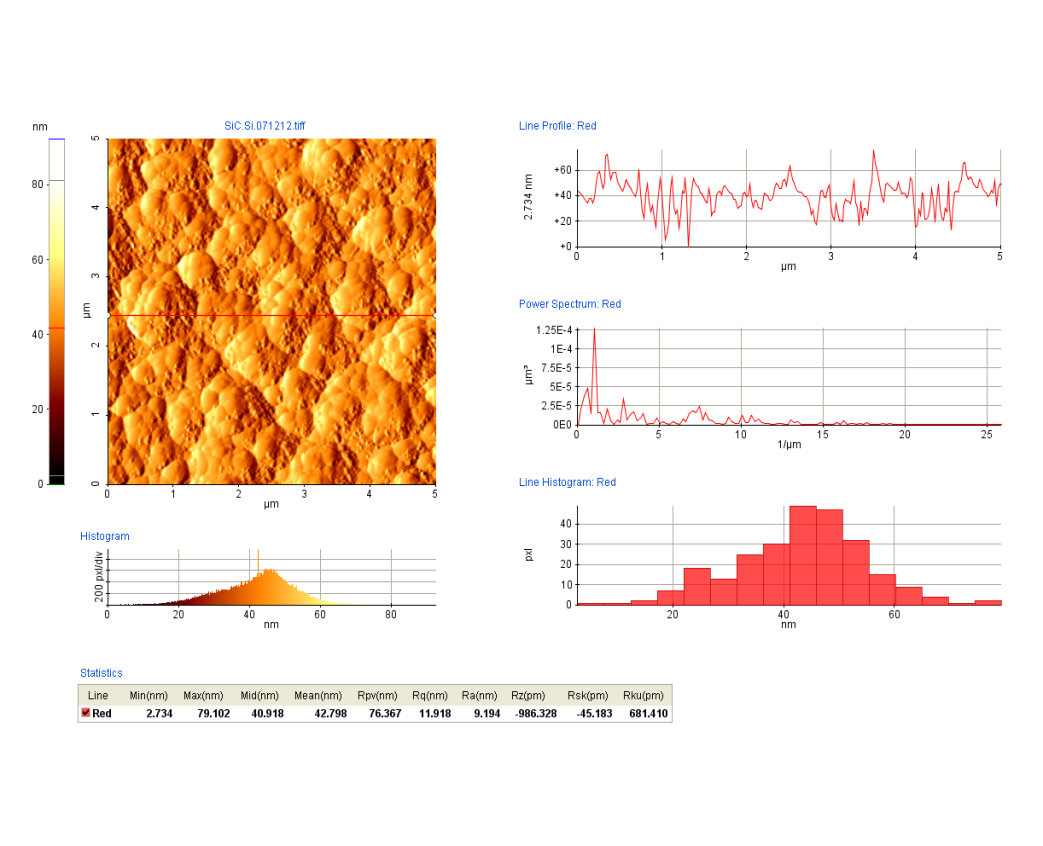 SiC.Si.071212.tiff
nm
80
60
40
20
0
µm
5
4
3
2
1
0
0 1 2 3 4 5
µm
Histogram
200 pxl/div
0 20 40 60 80
nm
Line Profile: Red
2.734 nm
+60
+40
+20
+0
0 1 2 3 4 5
µm
Power Spectrum: Red
µm³
1.25E-4
1E-4
7.5E-5
5E-5
2.5E-5
0E0
0 5 10 15 20 25
1/µm
Line Histogram: Red
pxl
40
30
20
10
0
20 40 60
nm
Statistics
Line Min(nm) Max(nm) Mid(nm) Mean(nm) Rpv(nm) Rq(nm) Ra(nm) Rz(pm) Rsk(pm) Rku(pm)
Red 2.734 79.102 40.918 42.798 76.367 11.918 9.194 -986.328 -45.183 681.410